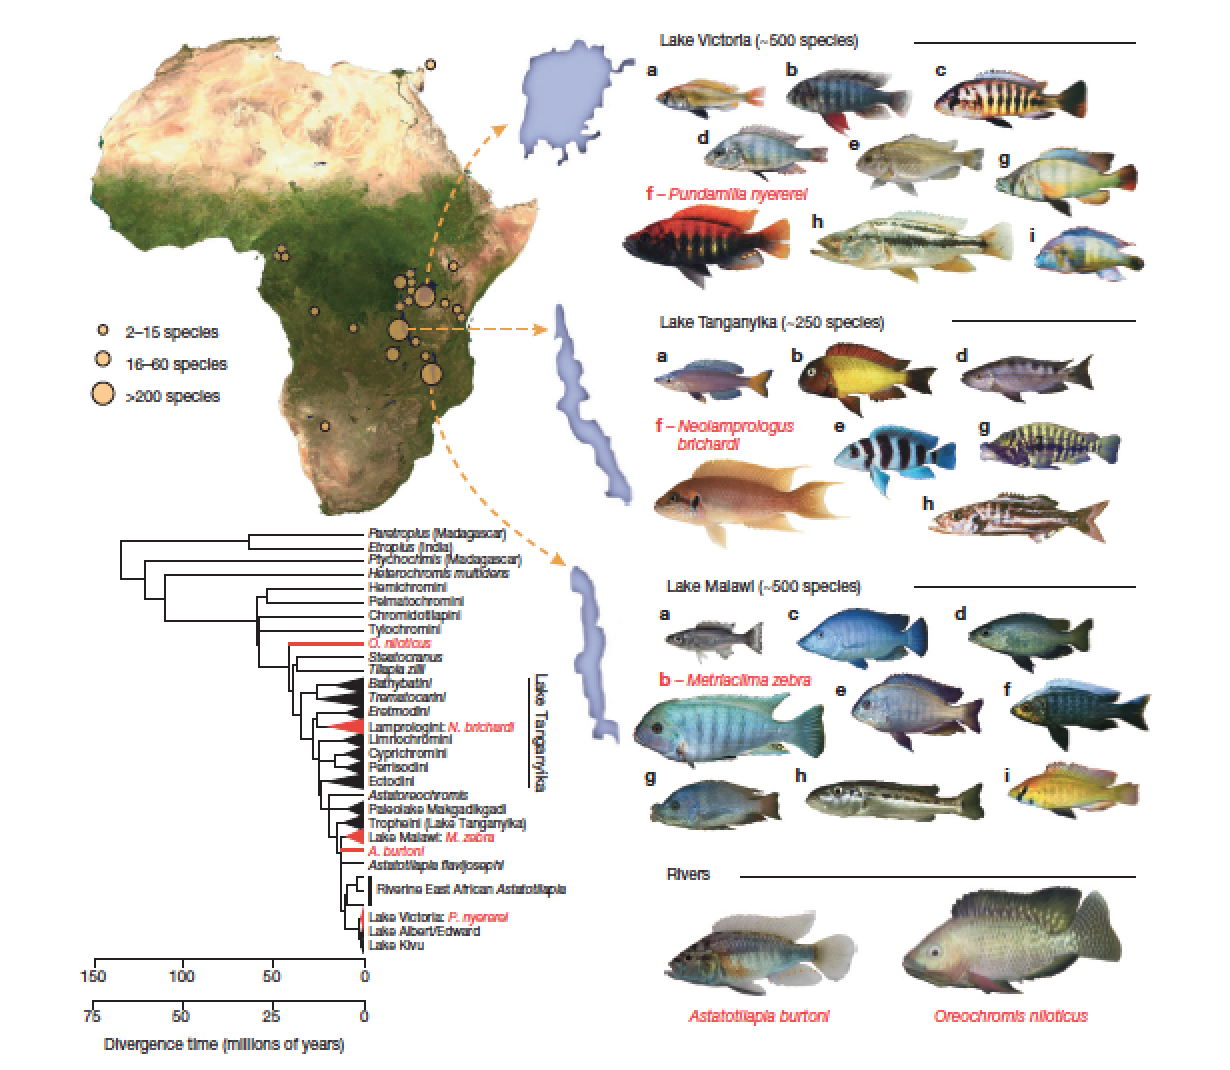 Lake Victoria (~500 species)
a
b
c
d
e
g
f – Pundamilia nyererei
h
i
2–15 species
16–60 species
>200 species
Lake Tanganyika (~250 species)
a
b
d
f – Neolamprologus
brichardi
e
g
h
Lake Malawi (~500 species)
a
c
d
b – Metriaclima zebra
e
f
g
h
i
Rivers
Astatotilapia burtoni
Oreochromis niloticus
Paretroplus (Madagascar)
Etroplus (India)
Ptychochromis (Madagascar)
Heterochromis multidens
Hemichromini
Pelmatochromini
Chromidotilapini
Tylochromini
O. niloticus
Steatocranus
Tilapia zilli
Bathybatini
Trematocarini
Eretmodini
Lamprologini: N. brichardi
Limnochromini
Cyprichromini
Perrisodini
Ectodini
Lake Tanganyika
Astatoreochromis
Paleolake Makgadikgadi
Tropheini (Lake Tanganyika)
Lake Malawi: M. zebra
A. burtoni
Astatotilapia flavijosephi
Riverine East African Astatotilapia
Lake Victoria: P. nyererei
Lake Albert/Edward
Lake Kivu
150 100 50 0
75 50 25 0
Divergence time (millions of years)